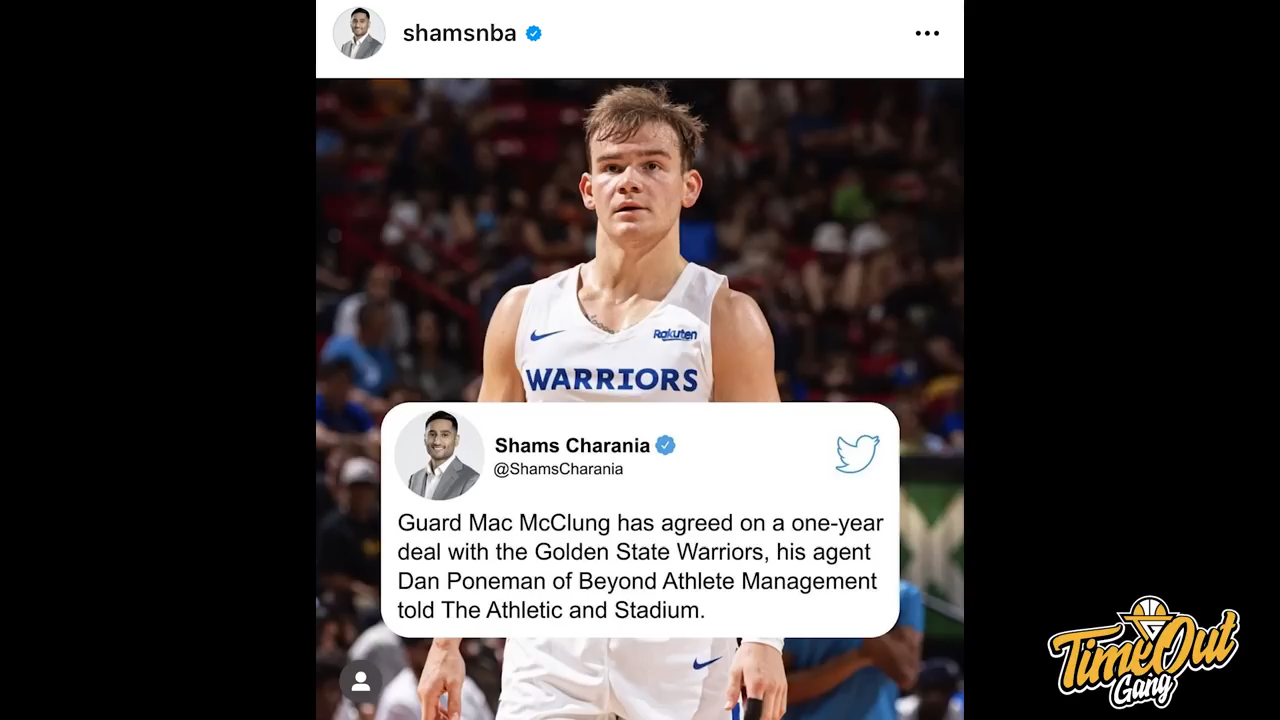 shamsnba
Rakuten
WARRIORS
Shams Charania
@ShamsCharania
Guard Mac McClung has agreed on a one-year
deal with the Golden State Warriors, his agent
Dan Poneman of Beyond Athlete Management
told The Athletic and Stadium.
TimeOut
Gang